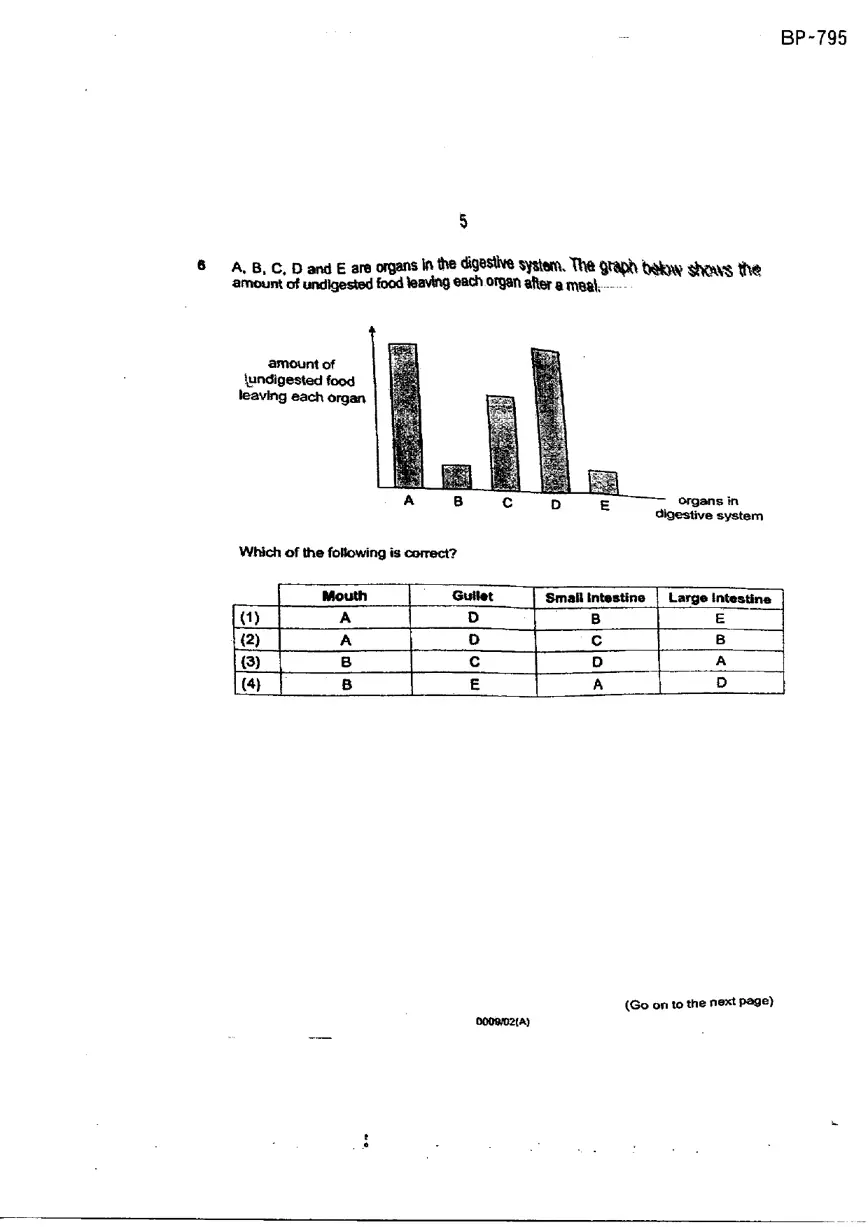 BP-795
5
6 A, B, C, D and E are organs in the digestive system. The graph below shows the
amount of undigested food leaving each organ after a meal.
amount of
undigested food
leaving each organ
A B C D E
organs in
digestive system
Which of the following is correct?
Mouth Gullet Small Intestine Large Intestine
(1) A D B E
(2) A D C B
(3) B C D A
(4) B E A D
(Go on to the next page)
0009/02(A)